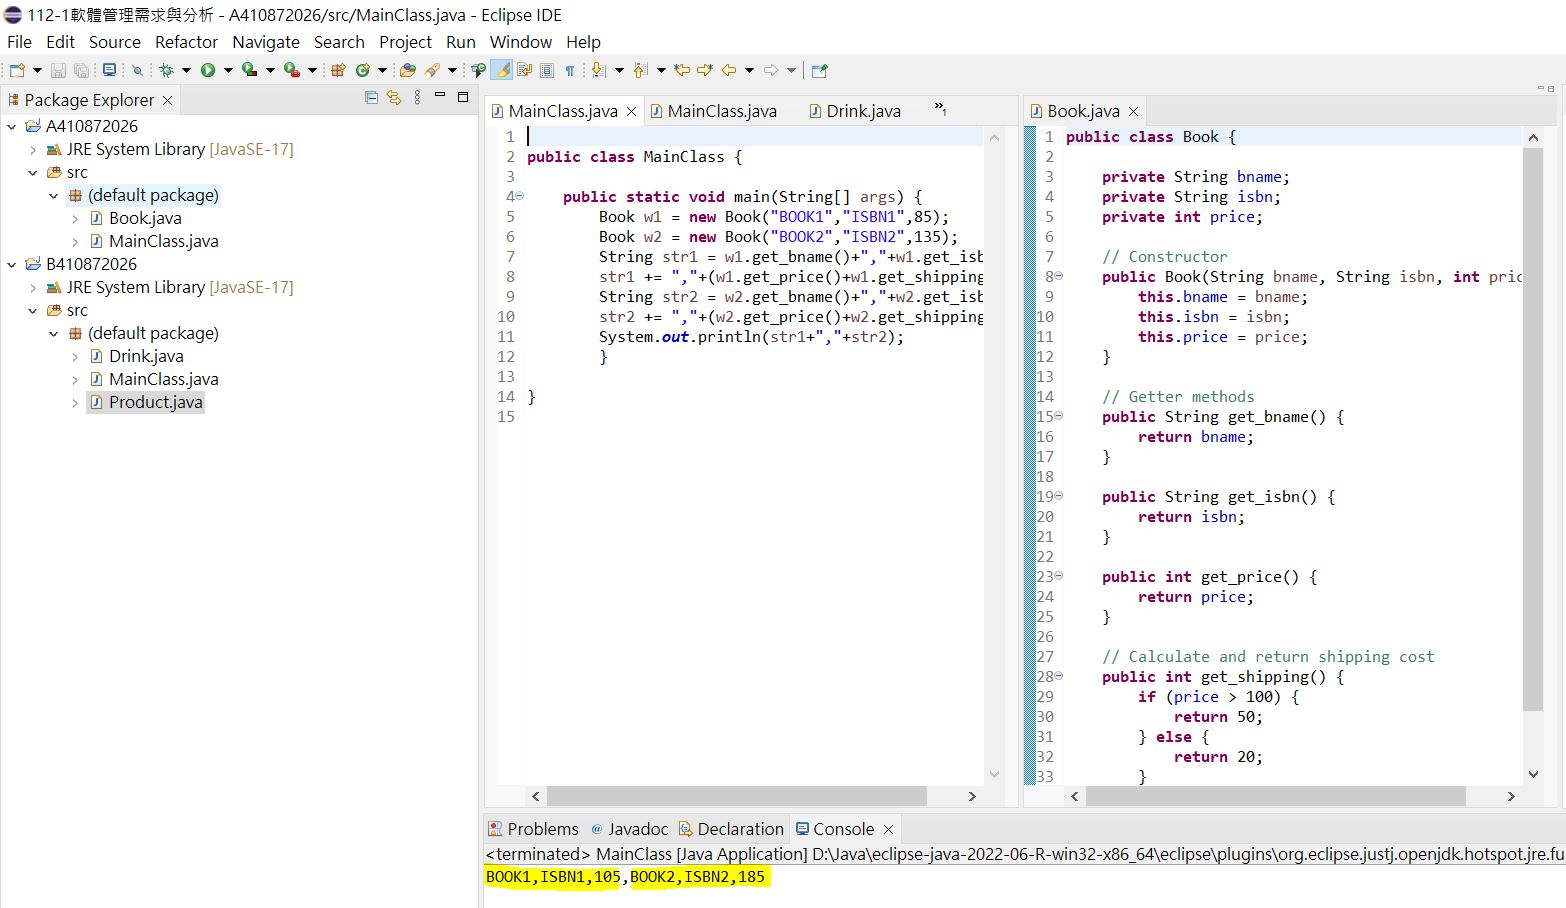 112-1軟體管理需求與分析 - A410872026/src/MainClass.java - Eclipse IDE
File Edit Source Refactor Navigate Search Project Run Window Help
Package Explorer
A410872026
JRE System Library [JavaSE-17]
src
(default package)
Book.java
MainClass.java
B410872026
JRE System Library [JavaSE-17]
src
(default package)
Drink.java
MainClass.java
Product.java
MainClass.java MainClass.java Drink.java »1
1
2 public class MainClass {
3
4 public static void main(String[] args) {
5 Book w1 = new Book("BOOK1","ISBN1",85);
6 Book w2 = new Book("BOOK2","ISBN2",135);
7 String str1 = w1.get_bname()+","+w1.get_isb
8 str1 += ","+(w1.get_price()+w1.get_shipping
9 String str2 = w2.get_bname()+","+w2.get_isb
10 str2 += ","+(w2.get_price()+w2.get_shipping
11 System.out.println(str1+","+str2);
12 }
13
14 }
15
Book.java
1 public class Book {
2
3 private String bname;
4 private String isbn;
5 private int price;
6
7 // Constructor
8 public Book(String bname, String isbn, int pric
9 this.bname = bname;
10 this.isbn = isbn;
11 this.price = price;
12 }
13
14 // Getter methods
15 public String get_bname() {
16 return bname;
17 }
18
19 public String get_isbn() {
20 return isbn;
21 }
22
23 public int get_price() {
24 return price;
25 }
26
27 // Calculate and return shipping cost
28 public int get_shipping() {
29 if (price > 100) {
30 return 50;
31 } else {
32 return 20;
33 }
Problems Javadoc Declaration Console
<terminated> MainClass [Java Application] D:\Java\eclipse-java-2022-06-R-win32-x86_64\eclipse\plugins\org.eclipse.justj.openjdk.hotspot.jre.fu
BOOK1,ISBN1,105,BOOK2,ISBN2,185